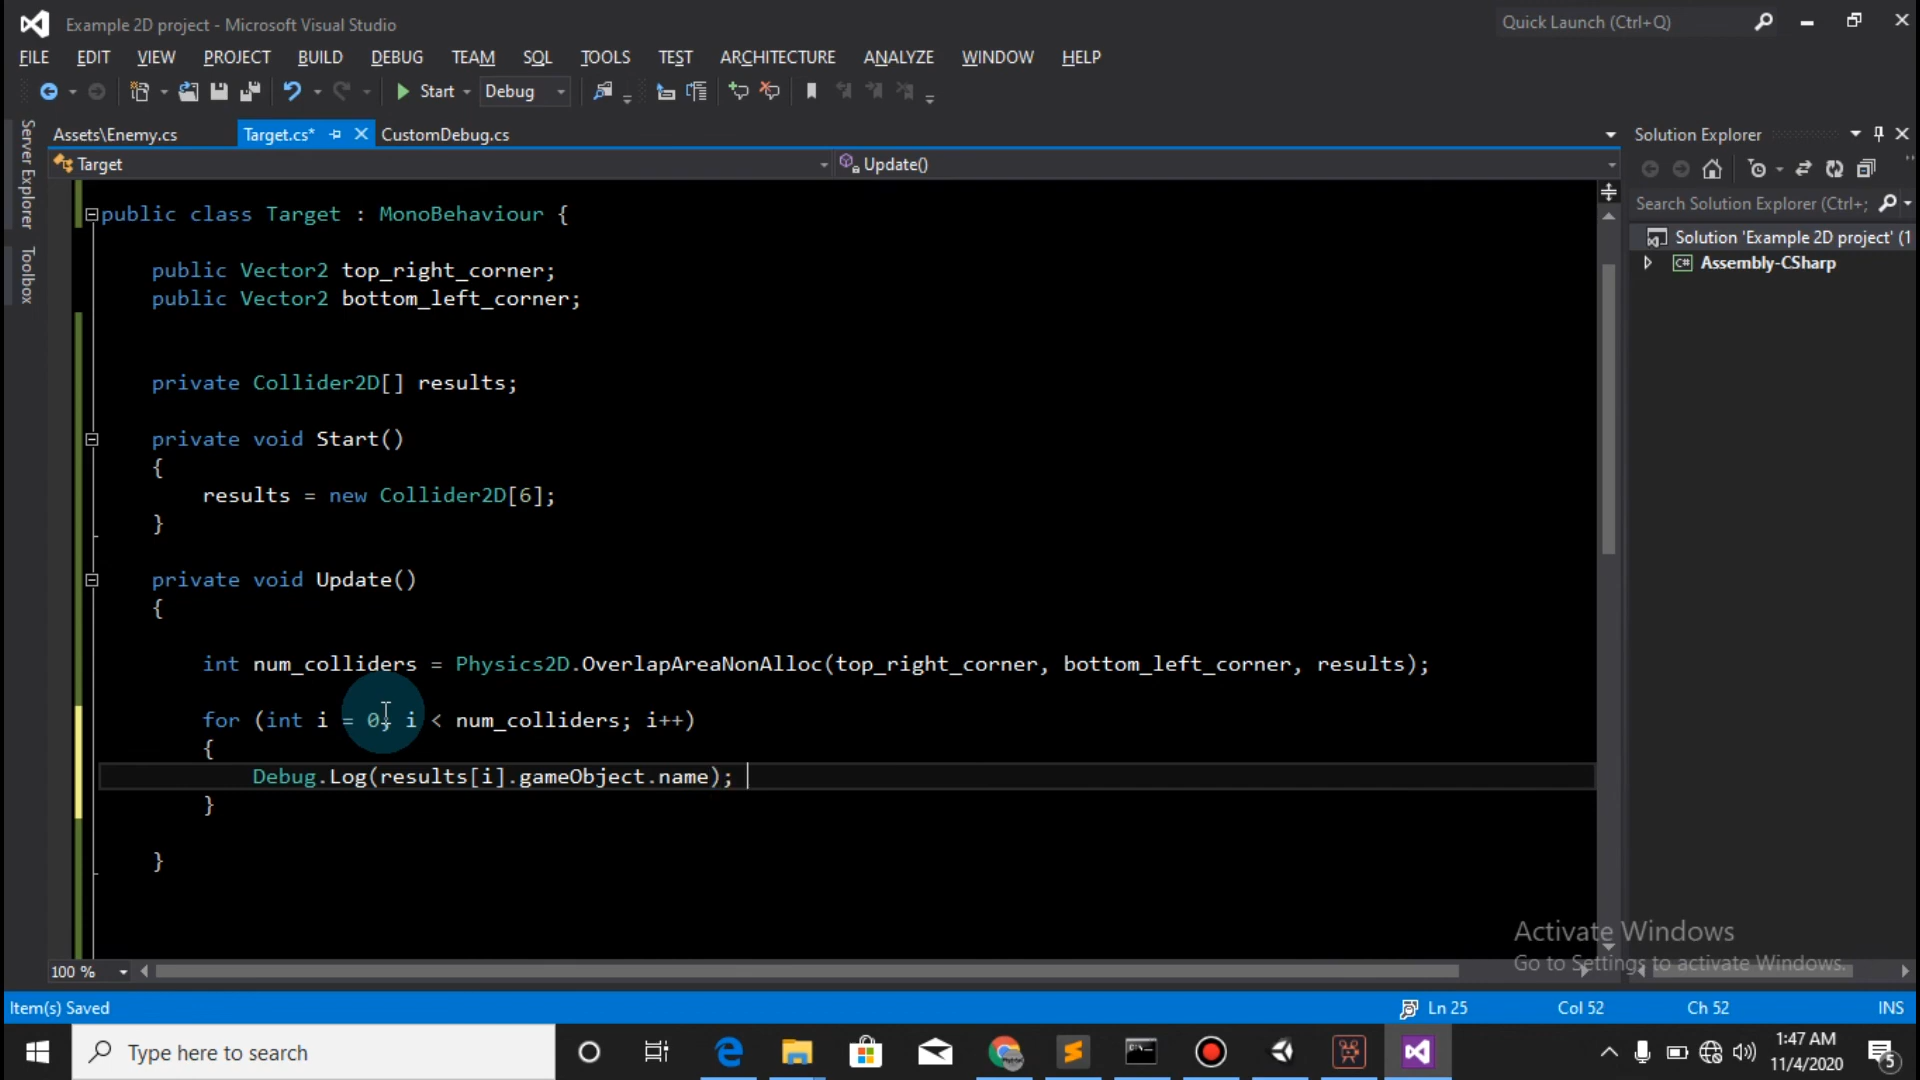 Example 2D project - Microsoft Visual Studio
Quick Launch (Ctrl+Q)
FILE EDIT VIEW PROJECT BUILD DEBUG TEAM SQL TOOLS TEST ARCHITECTURE ANALYZE WINDOW HELP
Start Debug
Server Explorer
Toolbox
Assets\Enemy.cs Target.cs* CustomDebug.cs
Target Update()
public class Target : MonoBehaviour {
public Vector2 top_right_corner;
public Vector2 bottom_left_corner;
private Collider2D[] results;
private void Start()
{
results = new Collider2D[6];
}
private void Update()
{
int num_colliders = Physics2D.OverlapAreaNonAlloc(top_right_corner, bottom_left_corner, results);
for (int i = 0; i < num_colliders; i++)
{
Debug.Log(results[i].gameObject.name);
}
}
Solution Explorer
Search Solution Explorer (Ctrl+;
Solution 'Example 2D project' (1
C# Assembly-CSharp
Activate Windows
Go to Settings to activate Windows.
100 %
Item(s) Saved Ln 25 Col 52 Ch 52 INS
Type here to search
1:47 AM
11/4/2020
5